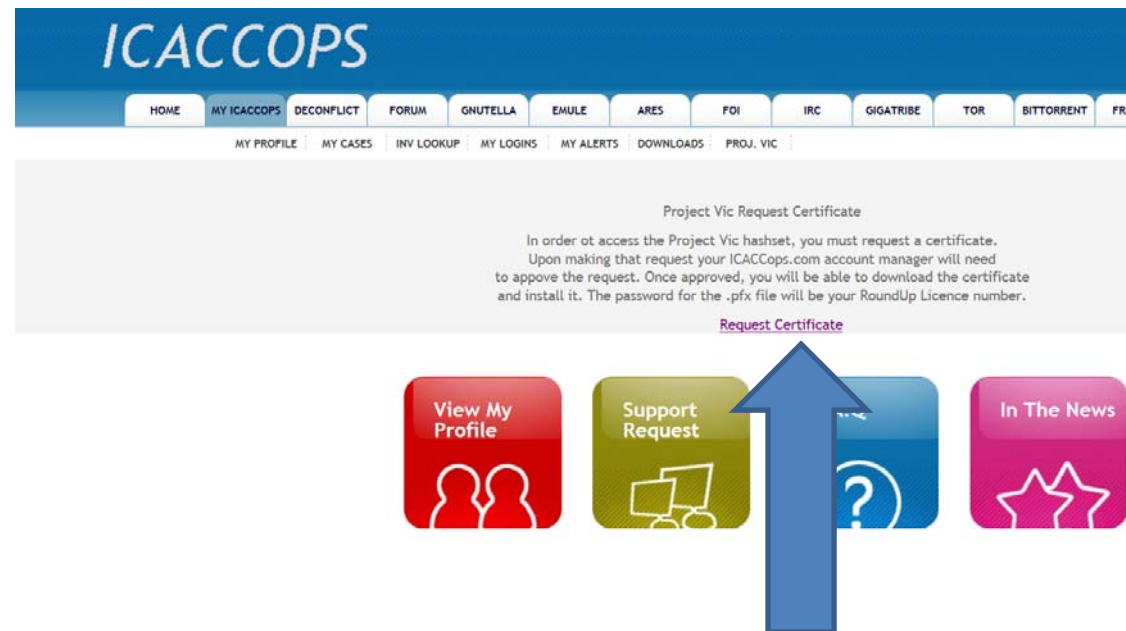 ICACCOPS
HOME MY ICACCOPS DECONFLICT FORUM GNUTELLA EMULE ARES FOI IRC GIGATRIBE TOR BITTORRENT
MY PROFILE MY CASES INV LOOKUP MY LOGINS MY ALERTS DOWNLOADS PROJ. VIC
Project Vic Request Certificate
In order ot access the Project Vic hashset, you must request a certificate.
Upon making that request your ICACCops.com account manager will need
to appove the request. Once approved, you will be able to download the certificate
and install it. The password for the .pfx file will be your RoundUp Licence number.
Request Certificate
View My
Profile
Support
Request
In The News